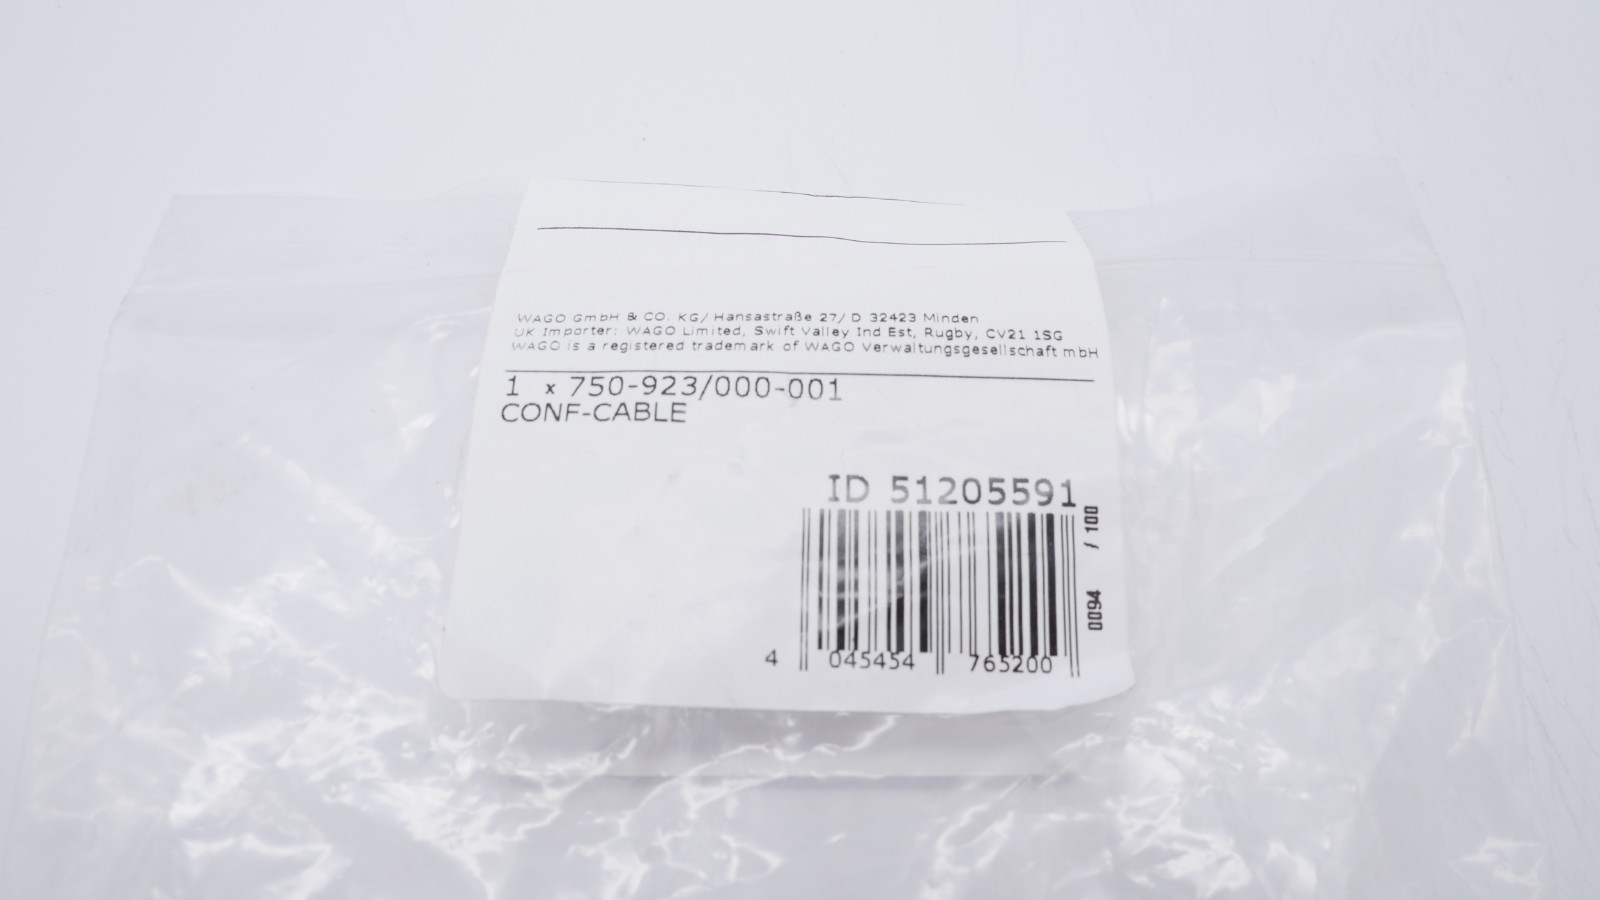 WAGO GmbH & CO. KG/ Hansastraße 27/ D 32423 Minden
UK Importer: WAGO Limited, Swift Valley Ind Est, Rugby, CV21 1SG
WAGO is a registered trademark of WAGO Verwaltungsgesellschaft mbH
1 x 750-923/000-001
CONF-CABLE
ID 51205591
0094 / 100
4 045454 765200